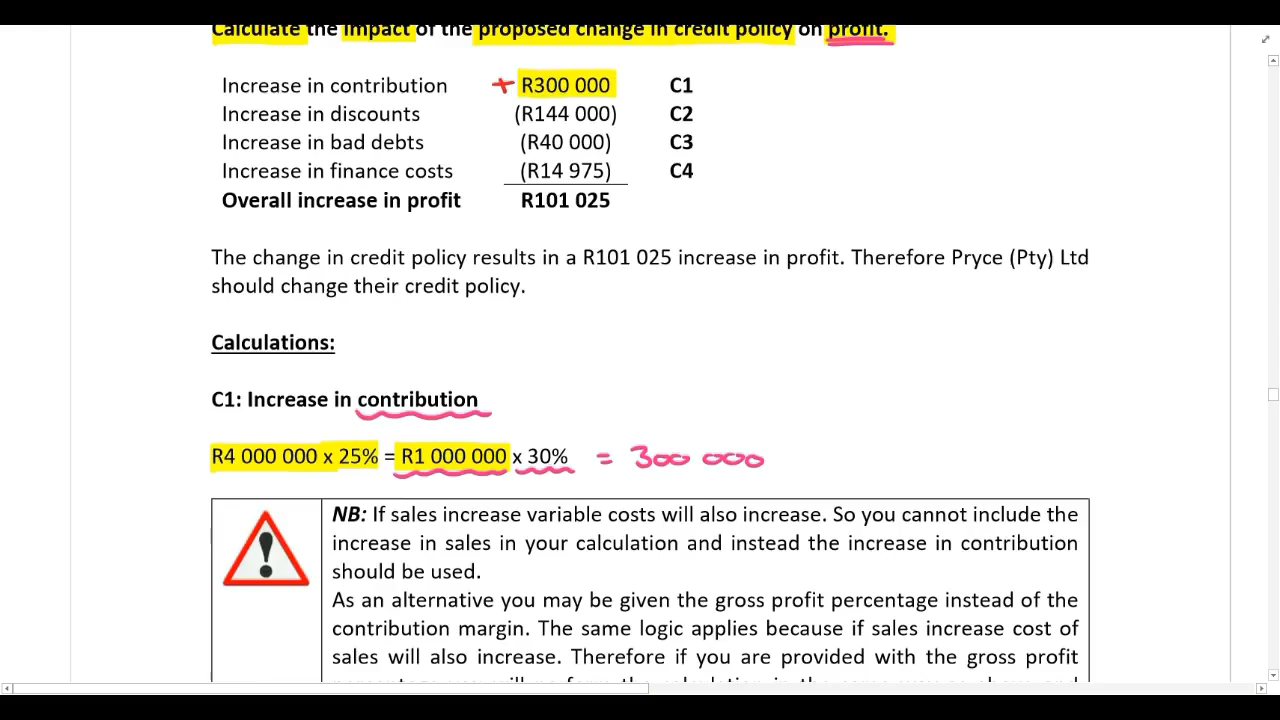 Calculate the impact of the proposed change in credit policy on profit.
Increase in contribution + R300 000 C1
Increase in discounts (R144 000) C2
Increase in bad debts (R40 000) C3
Increase in finance costs (R14 975) C4
Overall increase in profit R101 025
The change in credit policy results in a R101 025 increase in profit. Therefore Pryce (Pty) Ltd
should change their credit policy.
Calculations:
C1: Increase in contribution
R4 000 000 x 25% = R1 000 000 x 30% = 300 000
NB: If sales increase variable costs will also increase. So you cannot include the
increase in sales in your calculation and instead the increase in contribution
should be used.
As an alternative you may be given the gross profit percentage instead of the
contribution margin. The same logic applies because if sales increase cost of
sales will also increase. Therefore if you are provided with the gross profit